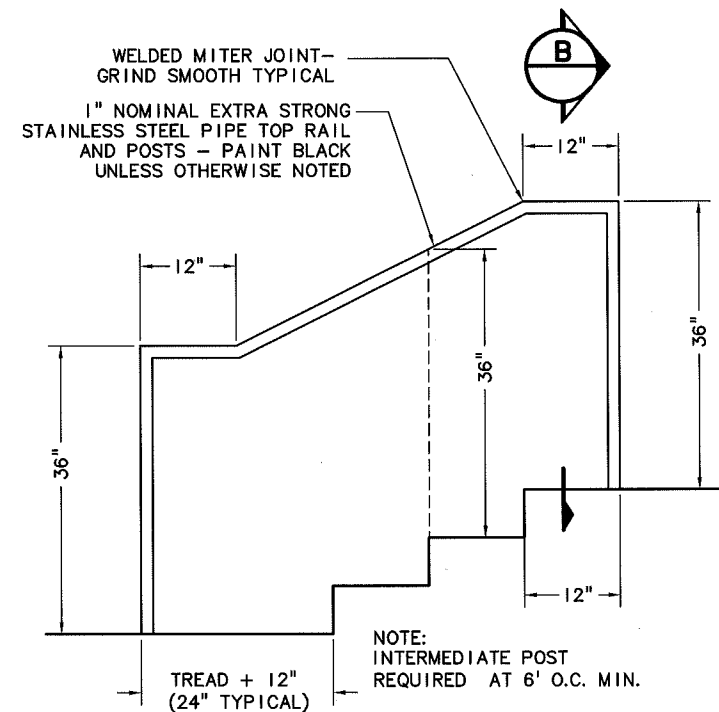 WELDED MITER JOINT-
GRIND SMOOTH TYPICAL
B
1" NOMINAL EXTRA STRONG
STAINLESS STEEL PIPE TOP RAIL
AND POSTS - PAINT BLACK
UNLESS OTHERWISE NOTED
12"
12"
36"
36"
36"
12"
NOTE:
INTERMEDIATE POST
REQUIRED AT 6' O.C. MIN.
TREAD + 12"
(24" TYPICAL)